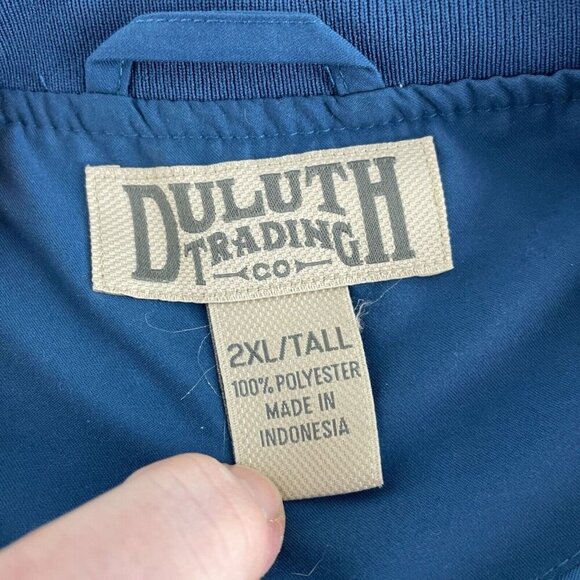 DULUTH
TRADING
CO
2XL/TALL
100% POLYESTER
MADE IN
INDONESIA